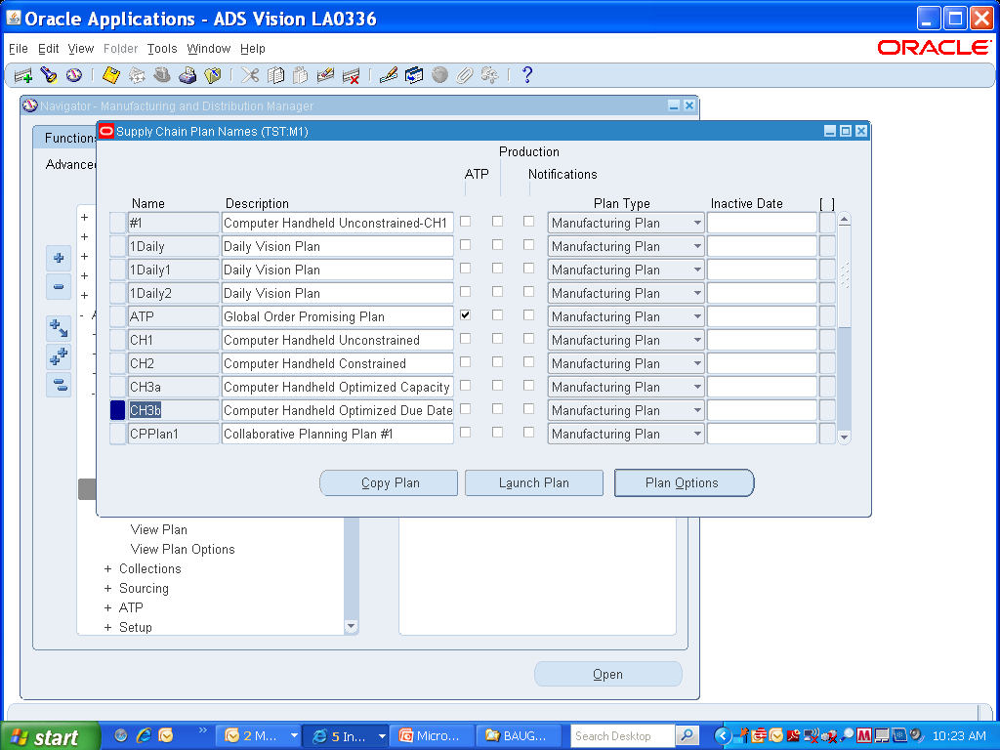 Oracle Applications - ADS Vision LA0336
File Edit View Folder Tools Window Help
ORACLE
Navigator - Manufacturing and Distribution Manager
Functions
Supply Chain Plan Names (TST:M1)
Advanced
Production
ATP
Notifications
Name Description Plan Type Inactive Date [ ]
#1 Computer Handheld Unconstrained-CH1 Manufacturing Plan
1Daily Daily Vision Plan Manufacturing Plan
1Daily1 Daily Vision Plan Manufacturing Plan
1Daily2 Daily Vision Plan Manufacturing Plan
ATP Global Order Promising Plan Manufacturing Plan
CH1 Computer Handheld Unconstrained Manufacturing Plan
CH2 Computer Handheld Constrained Manufacturing Plan
CH3a Computer Handheld Optimized Capacity Manufacturing Plan
CH3b Computer Handheld Optimized Due Date Manufacturing Plan
CPPlan1 Collaborative Planning Plan #1 Manufacturing Plan
Copy Plan Launch Plan Plan Options
View Plan
View Plan Options
+ Collections
+ Sourcing
+ ATP
+ Setup
Open
start 2 M... 5 In... Micro... BAUG... Search Desktop 10:23 AM